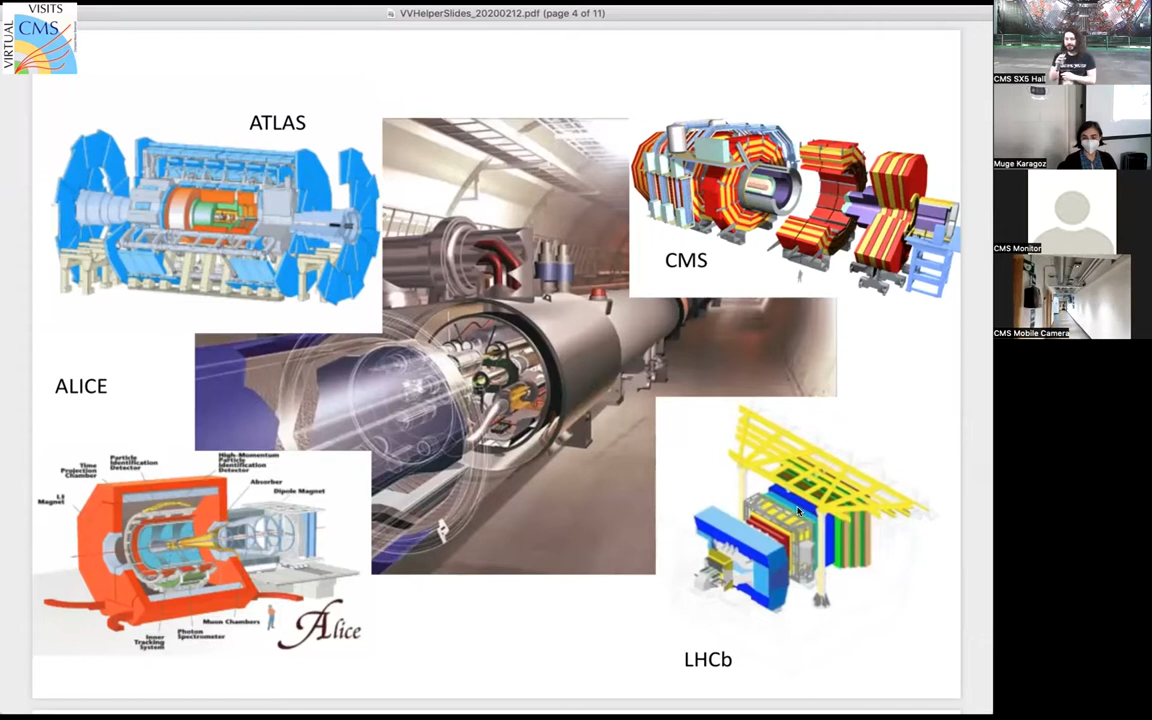 VVHelperSlides_20200212.pdf (page 4 of 11)
VISITS
VIRTUAL
CMS
ATLAS
CMS
ALICE
Time
Projection
Chamber
Particle
Identification
Detector
High-Momentum
Particle
Identification
Detector
Absorber
Dipole Magnet
L3
Magnet
Inner
Tracking
System
Photon
Spectrometer
Muon Chambers
Alice
LHCb
CMS SX5 Hall
Muge Karagoz
CMS Monitor
CMS Mobile Camera